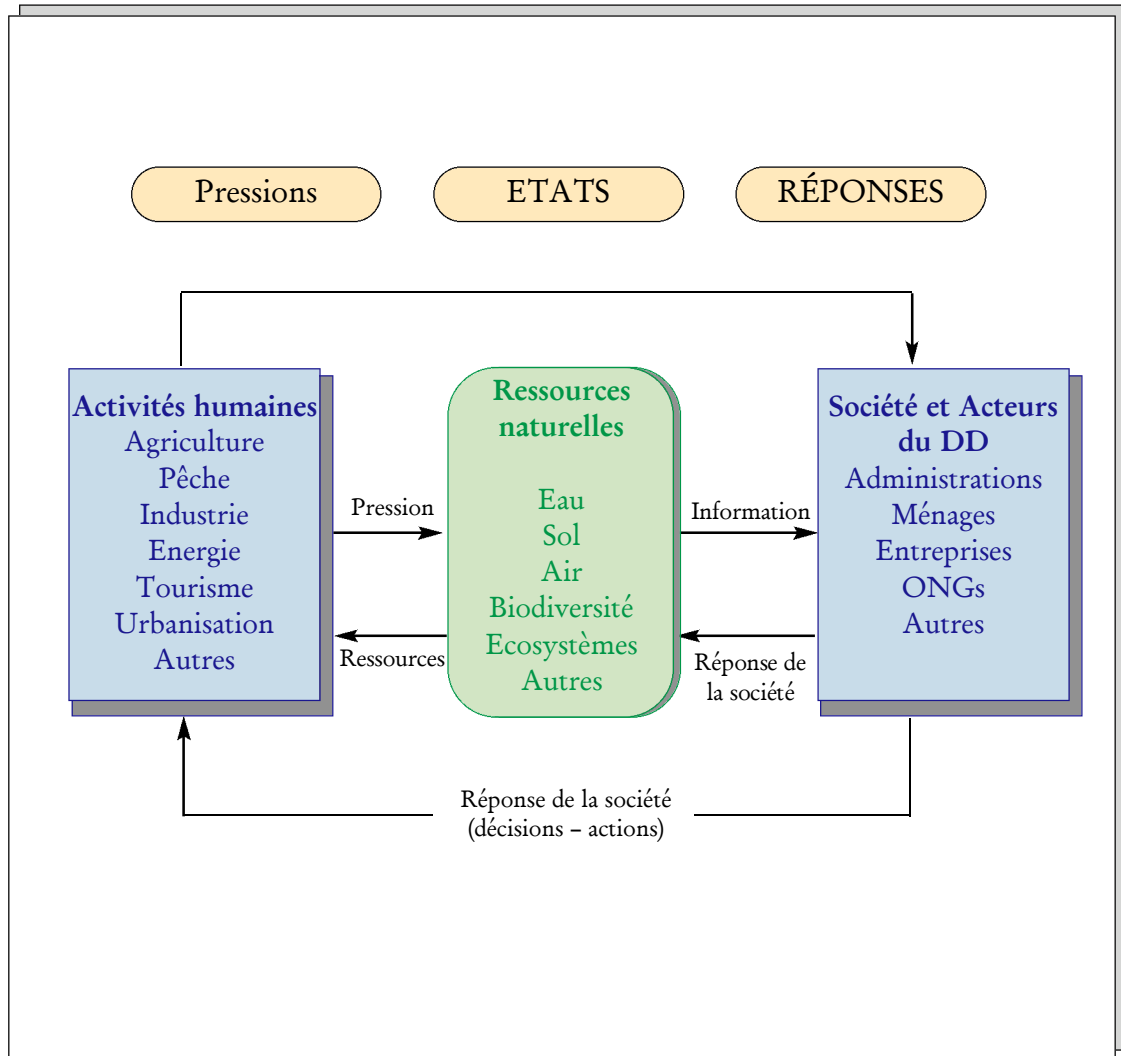 Pressions
ETATS
RÉPONSES
Activités humaines
Agriculture
Pêche
Industrie
Energie
Tourisme
Urbanisation
Autres
Pression
Ressources
Ressources
naturelles
Eau
Sol
Air
Biodiversité
Ecosystèmes
Autres
Information
Réponse de
la société
Société et Acteurs
du DD
Administrations
Ménages
Entreprises
ONGs
Autres
Réponse de la société
(décisions – actions)